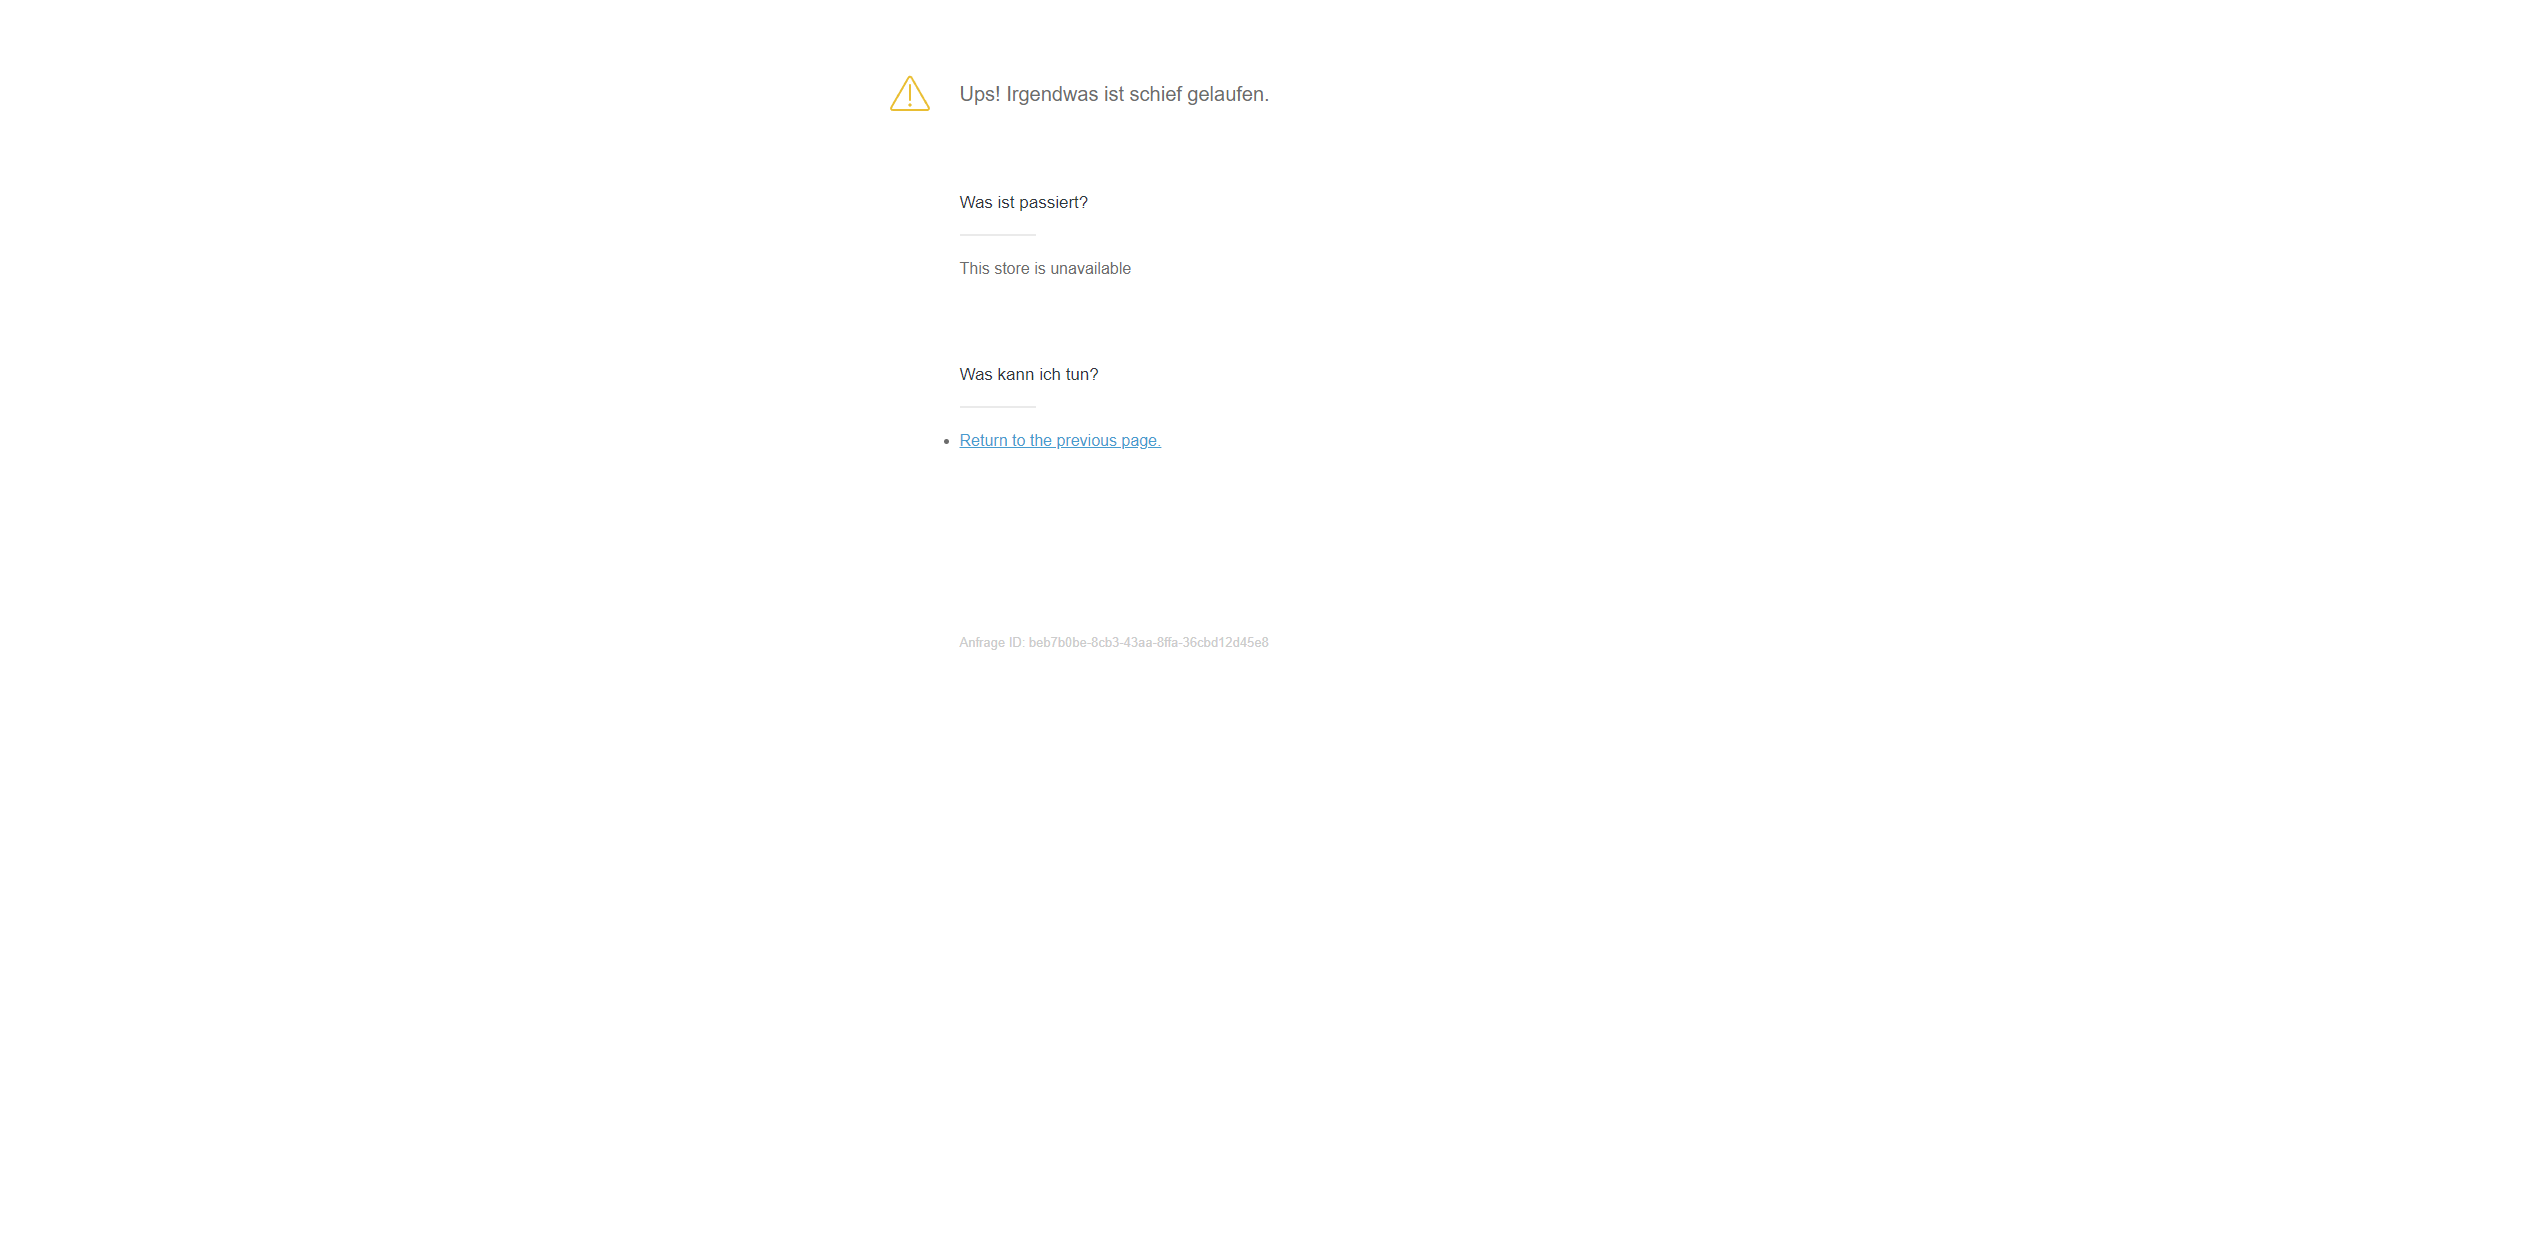 Ups! Irgendwas ist schief gelaufen.
Was ist passiert?
This store is unavailable
Was kann ich tun?
Return to the previous page.
Anfrage ID: beb7b0be-8cb3-43aa-8ffa-36cbd12d45e8